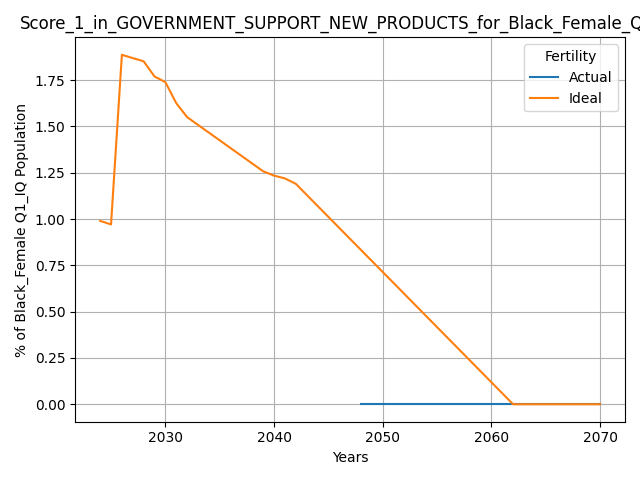 Score_1_in_GOVERNMENT_SUPPORT_NEW_PRODUCTS_for_Black_Female_Q
Fertility
Actual
Ideal
% of Black_Female Q1_IQ Population
1.75
1.50
1.25
1.00
0.75
0.50
0.25
0.00
2030 2040 2050 2060 2070
Years